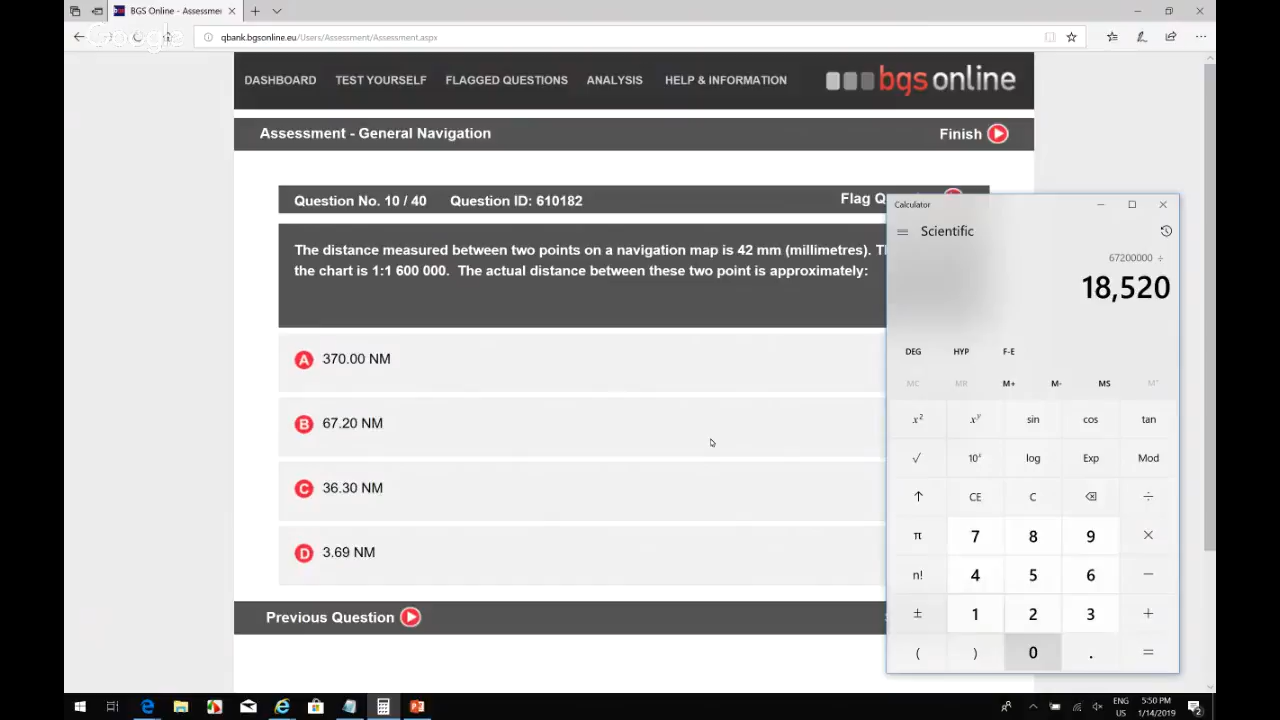 BGS Online - Assessmer
qbank.bgsonline.eu/Users/Assessment/Assessment.aspx
Google
DASHBOARD TEST YOURSELF FLAGGED QUESTIONS ANALYSIS HELP & INFORMATION bgs online
Assessment - General Navigation Finish
Question No. 10 / 40 Question ID: 610182 Flag Q
The distance measured between two points on a navigation map is 42 mm (millimetres). Th
the chart is 1:1 600 000. The actual distance between these two point is approximately:
A 370.00 NM
B 67.20 NM
C 36.30 NM
D 3.69 NM
Previous Question
Calculator
Scientific
67200000 ÷
18,520
DEG HYP F-E
MC MR M+ M- MS M˅
x² xʸ sin cos tan
√ 10ˣ log Exp Mod
↑ CE C ⌫ ÷
π 7 8 9 ×
n! 4 5 6 −
± 1 2 3 +
( ) 0 . =
ENG 5:50 PM
US 1/14/2019 2